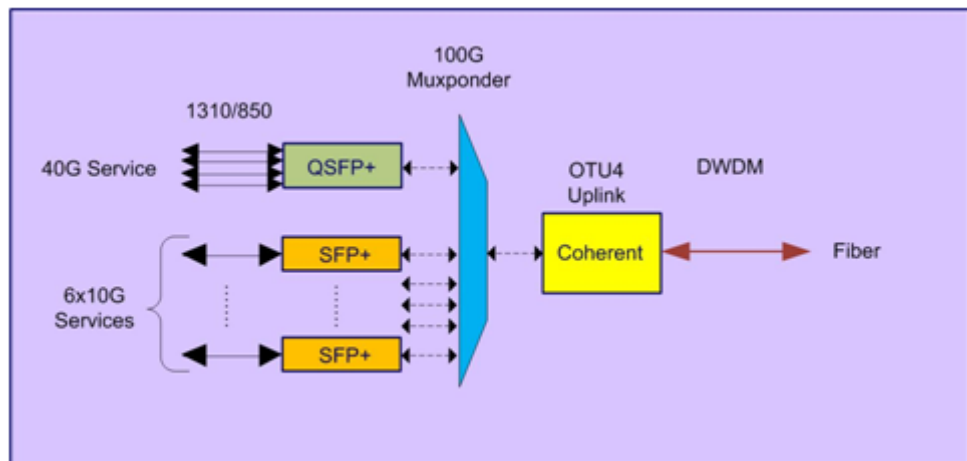 100G
Muxponder
1310/850
40G Service
QSFP+
OTU4
Uplink
DWDM
SFP+
Coherent
Fiber
6x10G
Services
SFP+